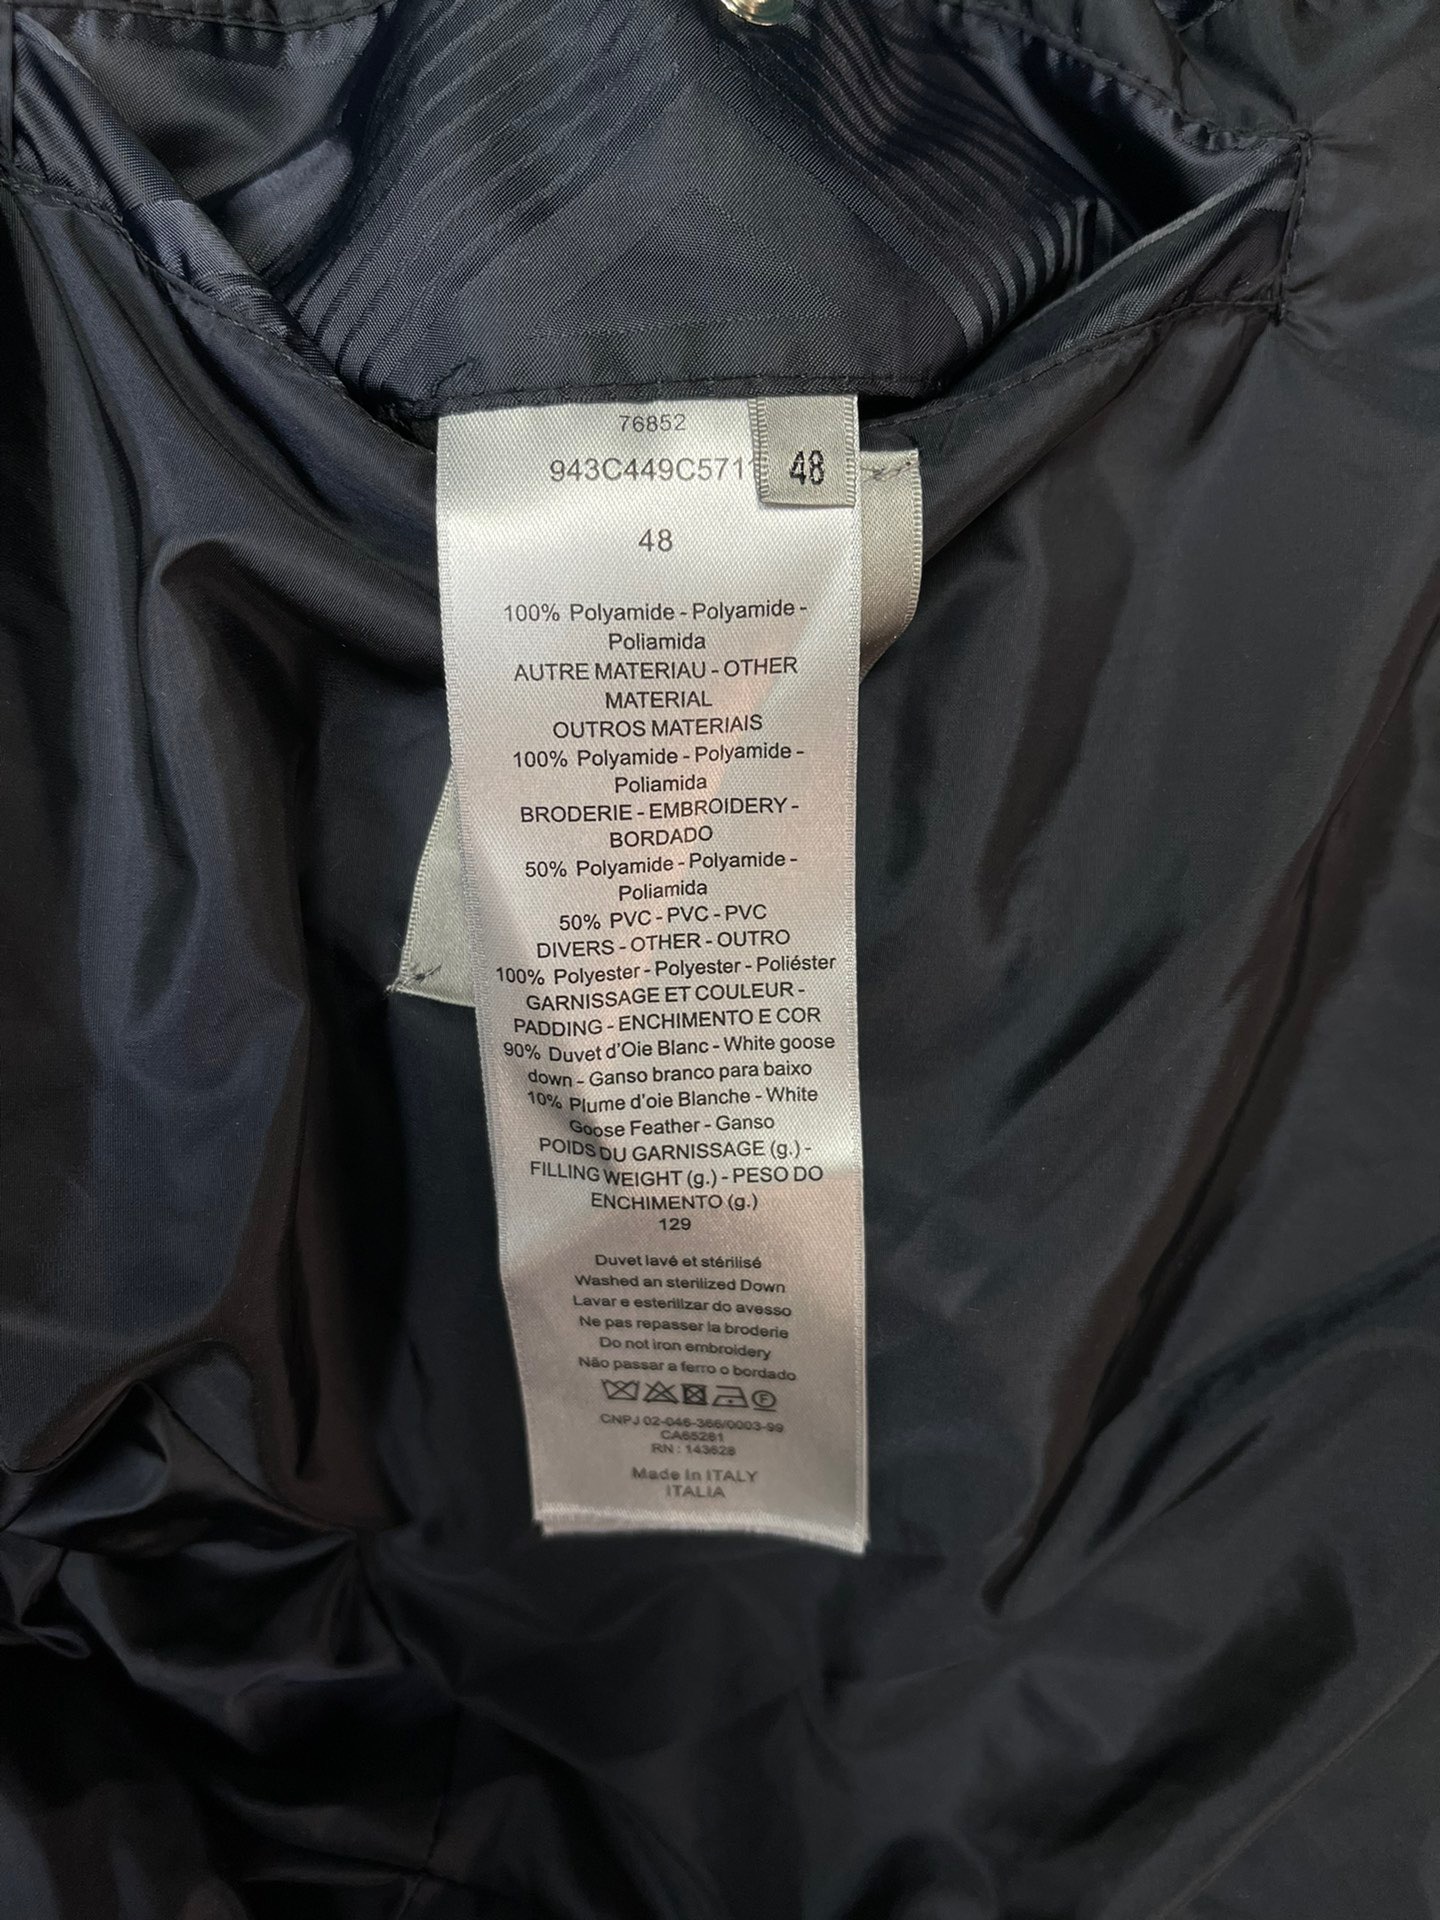 76852
943C449C571
48
48
100% Polyamide - Polyamide -
Poliamida
AUTRE MATERIAU - OTHER
MATERIAL
OUTROS MATERIAIS
100% Polyamide - Polyamide -
Poliamida
BRODERIE - EMBROIDERY -
BORDADO
50% Polyamide - Polyamide -
Poliamida
50% PVC - PVC - PVC
DIVERS - OTHER - OUTRO
100% Polyester - Polyester - Poliéster
GARNISSAGE ET COULEUR -
PADDING - ENCHIMENTO E COR
90% Duvet d'Oie Blanc - White goose
down - Ganso branco para baixo
10% Plume d'oie Blanche - White
Goose Feather - Ganso
POIDS DU GARNISSAGE (g.) -
FILLING WEIGHT (g.) - PESO DO
ENCHIMENTO (g.)
129
Duvet lavé et stérilisé
Washed an sterilized Down
Lavar e esterilizar do avesso
Ne pas repasser la broderie
Do not iron embroidery
Não passar a ferro o bordado
F
CNPJ 02-046-366/0003-99
CA65281
RN : 143628
Made in ITALY
ITALIA